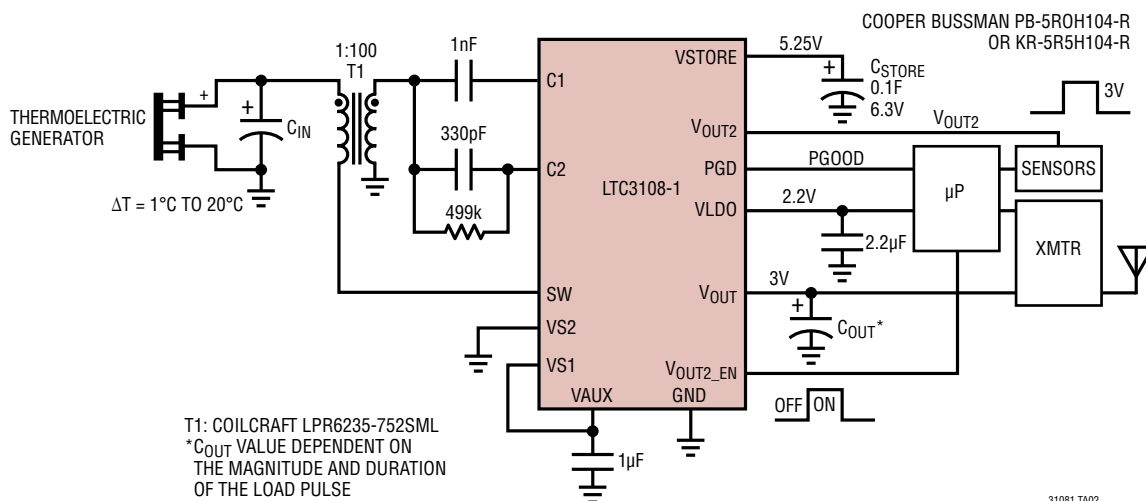 COOPER BUSSMAN PB-5ROH104-R
OR KR-5R5H104-R
1:100
T1
1nF
THERMOELECTRIC
GENERATOR
+
+
CIN
ΔT = 1°C TO 20°C
330pF
499k
C1
C2
SW
VS2
VS1
VAUX
GND
LTC3108-1
VSTORE
VOUT2
PGD
VLDO
VOUT
VOUT2_EN
5.25V
+
CSTORE
0.1F
6.3V
3V
VOUT2
PGOOD
2.2V
2.2µF
µP
SENSORS
XMTR
3V
+
COUT*
OFF ON
1µF
T1: COILCRAFT LPR6235-752SML
*COUT VALUE DEPENDENT ON
THE MAGNITUDE AND DURATION
OF THE LOAD PULSE
31081 TA02